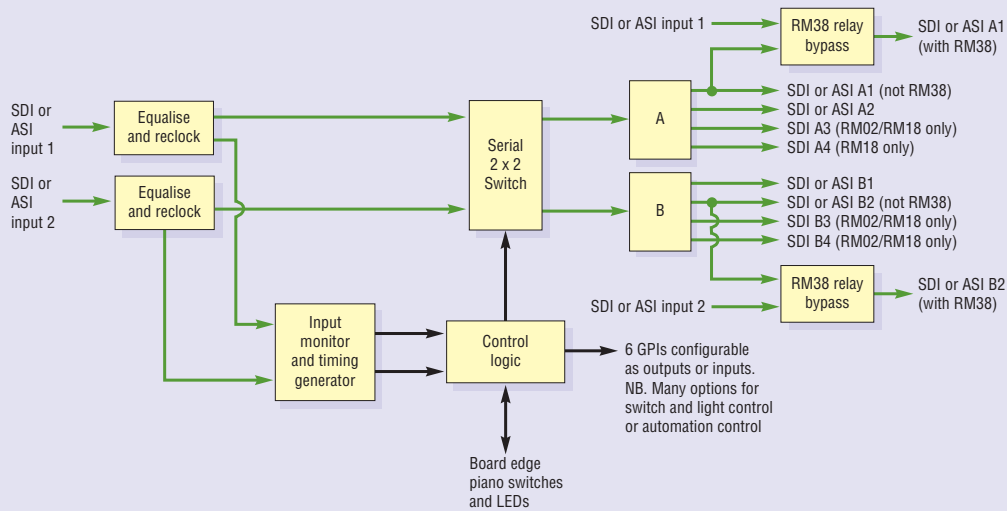 SDI or
ASI
input 1
Equalise
and reclock
SDI or
ASI
input 2
Equalise
and reclock
Serial
2 x 2
Switch
Input
monitor
and timing
generator
Control
logic
Board edge
piano switches
and LEDs
6 GPIs configurable
as outputs or inputs.
NB. Many options for
switch and light control
or automation control
SDI or ASI input 1
RM38 relay
bypass
SDI or ASI A1
(with RM38)
A
SDI or ASI A1 (not RM38)
SDI or ASI A2
SDI A3 (RM02/RM18 only)
SDI A4 (RM18 only)
B
SDI or ASI B1
SDI or ASI B2 (not RM38)
SDI B3 (RM02/RM18 only)
SDI B4 (RM02/RM18 only)
SDI or ASI input 2
RM38 relay
bypass
SDI or ASI B2
(with RM38)